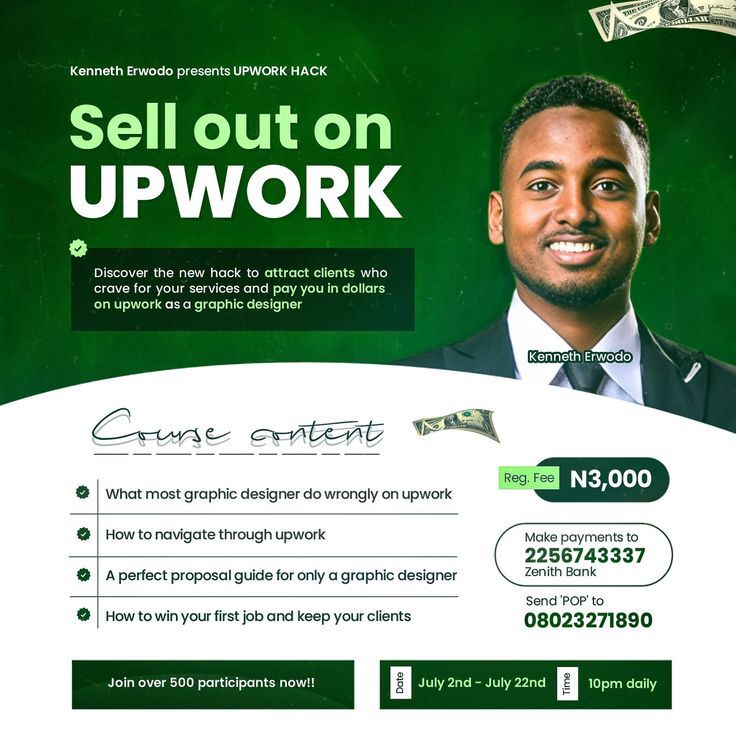 Kenneth Erwodo presents UPWORK HACK
Sell out on
UPWORK
Discover the new hack to attract clients who
crave for your services and pay you in dollars
on upwork as a graphic designer
Kenneth Erwodo
Course content
What most graphic designer do wrongly on upwork
How to navigate through upwork
A perfect proposal guide for only a graphic designer
How to win your first job and keep your clients
Reg. Fee N3,000
Make payments to
2256743337
Zenith Bank
Send 'POP' to
08023271890
Join over 500 participants now!!
Date July 2nd - July 22nd Time 10pm daily